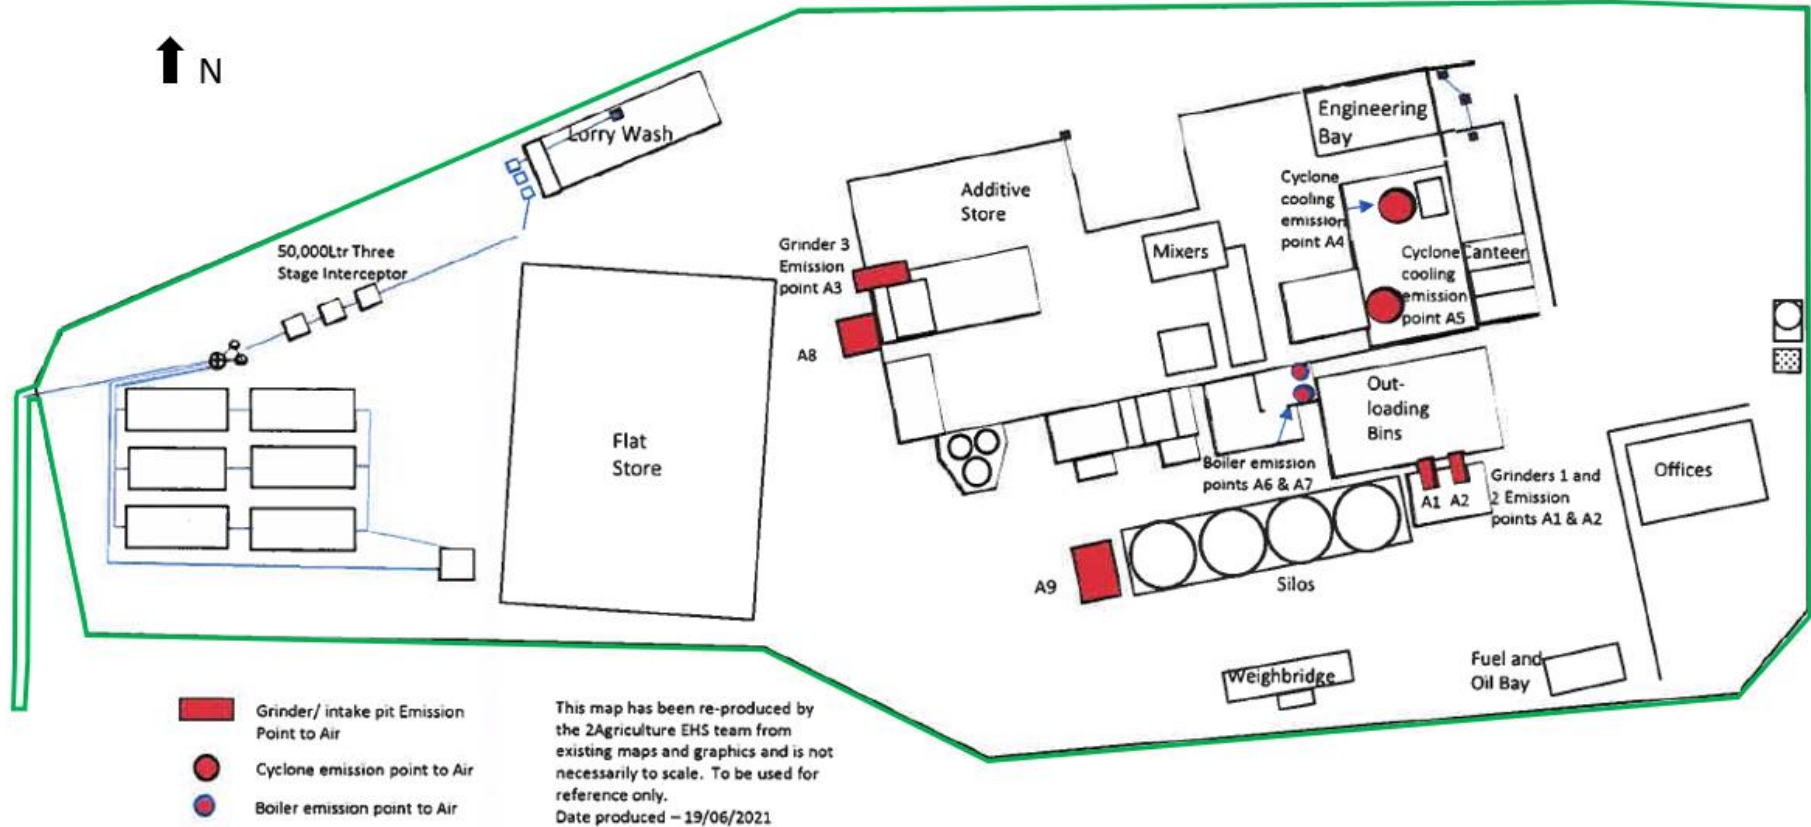 N
Lorry Wash
Engineering
Bay
Additive
Store
Cyclone
cooling
emission
point A4
Mixers
Grinder 3
Emission
point A3
50,000Ltr Three
Stage Interceptor
Cyclone
cooling
emission
point A5
Canteen
A8
Out-
loading
Bins
Flat
Store
Boiler emission
points A6 & A7
A1 A2
Grinders 1 and
2 Emission
points A1 & A2
Offices
A9
Silos
Weighbridge
Fuel and
Oil Bay
Grinder/ intake pit Emission
Point to Air
Cyclone emission point to Air
Boiler emission point to Air
This map has been re-produced by
the 2Agriculture EHS team from
existing maps and graphics and is not
necessarily to scale. To be used for
reference only.
Date produced – 19/06/2021